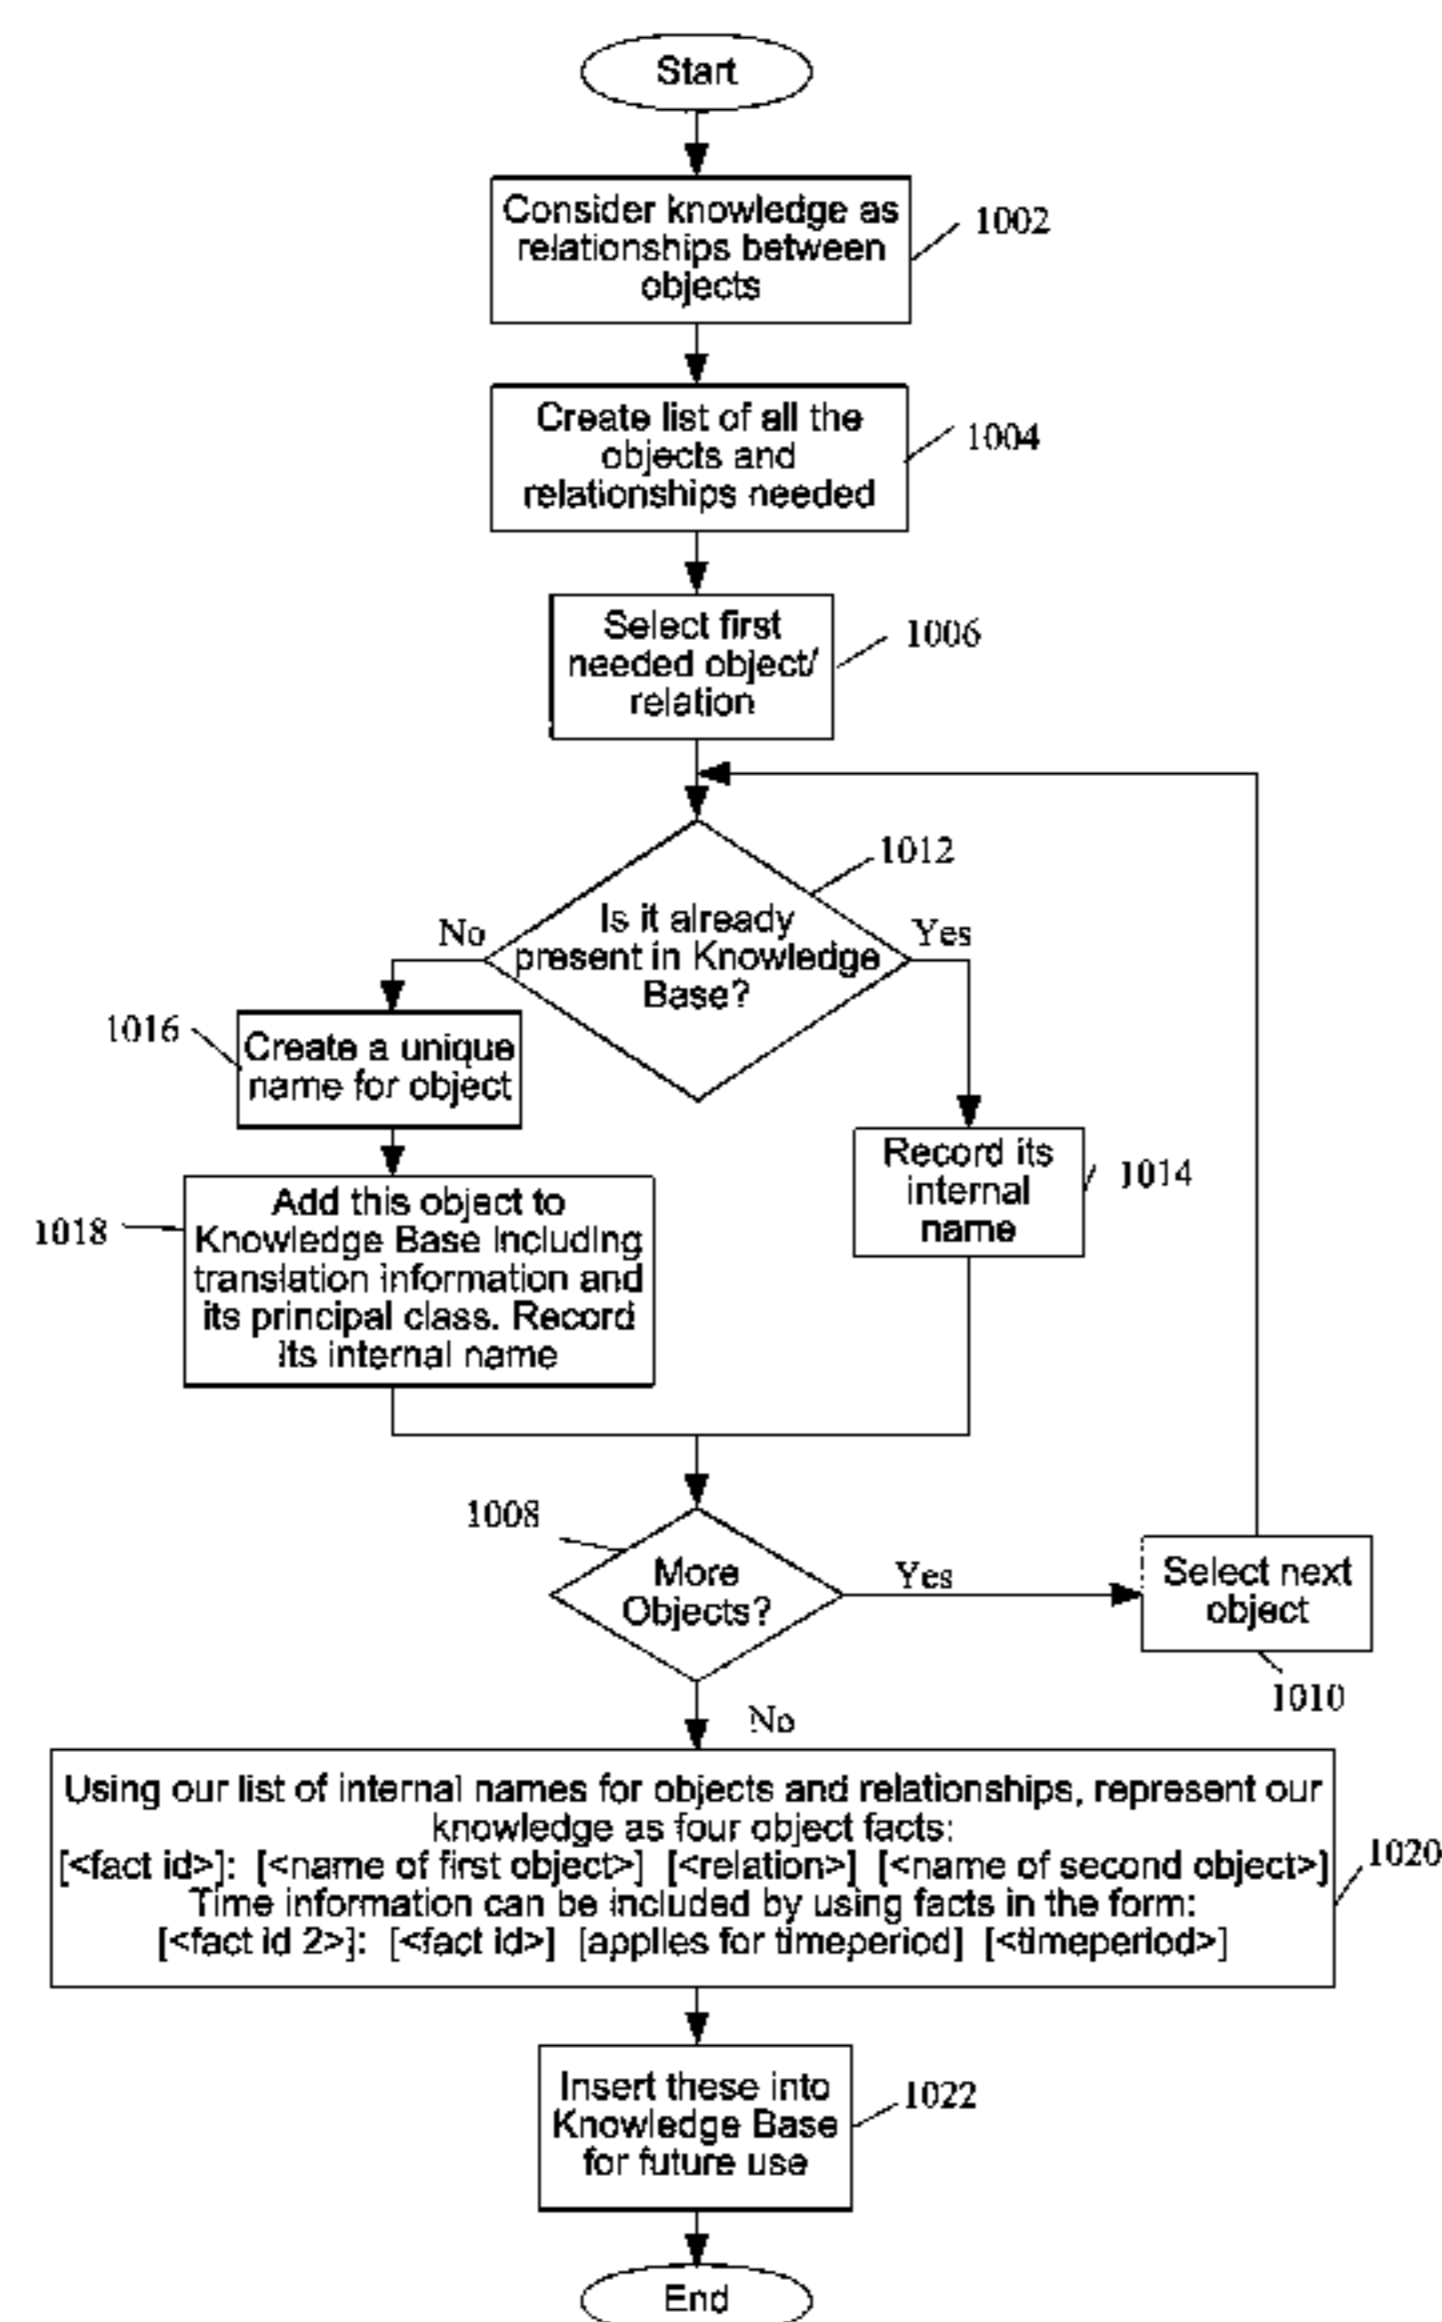 Start
Consider knowledge as
relationships between
objects
1002
Create list of all the
objects and
relationships needed
1004
Select first
needed object/
relation
1006
1012
Is it already
present in Knowledge
Base?
No
Yes
1016
Create a unique
name for object
Record its
internal
name
1014
1018
Add this object to
Knowledge Base including
translation information and
its principal class. Record
its internal name
1008
More
Objects?
Yes
Select next
object
1010
No
Using our list of internal names for objects and relationships, represent our
knowledge as four object facts:
[<fact id>]: [<name of first object>] [<relation>] [<name of second object>]
Time information can be included by using facts in the form:
[<fact id 2>]: [<fact id>] [applies for timeperiod] [<timeperiod>]
1020
Insert these into
Knowledge Base
for future use
1022
End